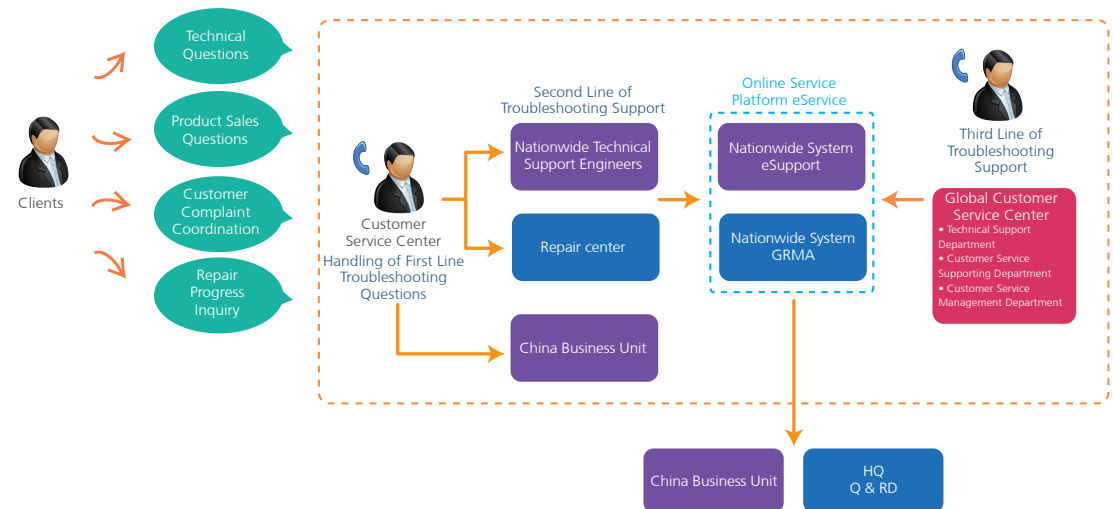 Clients
Technical
Questions
Product Sales
Questions
Customer
Complaint
Coordination
Repair
Progress
Inquiry
Customer
Service Center
Handling of First Line
Troubleshooting
Questions
Second Line of
Troubleshooting Support
Nationwide Technical
Support Engineers
Repair center
China Business Unit
Online Service
Platform eService
Nationwide System
eSupport
Nationwide System
GRMA
Third Line of
Troubleshooting
Support
Global Customer
Service Center
• Technical Support
Department
• Customer Service
Supporting Department
• Customer Service
Management Department
China Business Unit
HQ
Q & RD